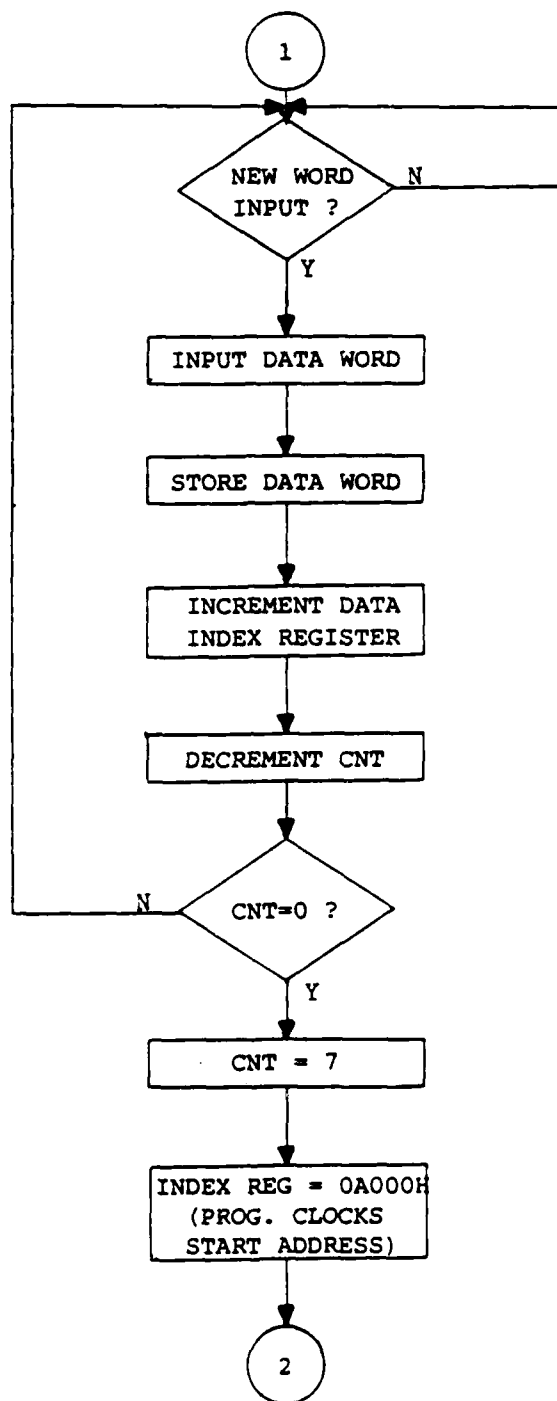 1
NEW WORD
INPUT ?
N
Y
INPUT DATA WORD
STORE DATA WORD
INCREMENT DATA
INDEX REGISTER
DECREMENT CNT
N
CNT=0 ?
Y
CNT = 7
INDEX REG = 0A000H
(PROG. CLOCKS
START ADDRESS)
2